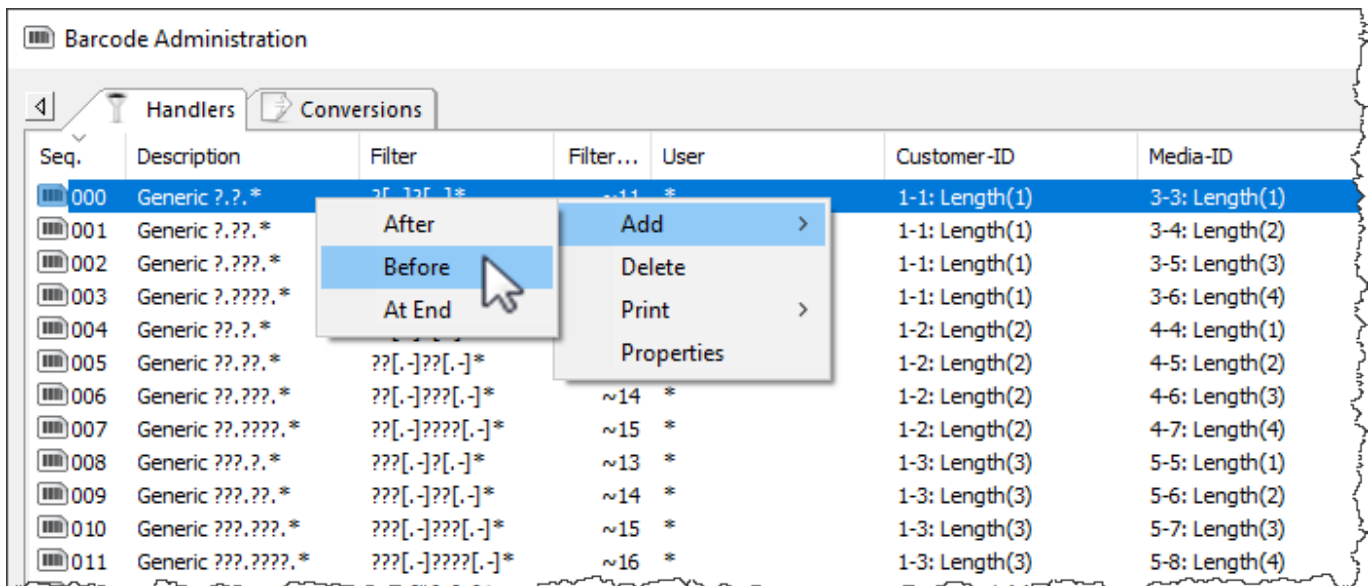 Barcode Administration
Handlers Conversions
Seq. Description Filter Filter... User Customer-ID Media-ID
000 Generic ?.?.* ?[.-]?[.-]* ~11 * 1-1: Length(1) 3-3: Length(1)
After Add >
001 Generic ?.??.* 1-1: Length(1) 3-4: Length(2)
Before Delete
002 Generic ?.???.* 1-1: Length(1) 3-5: Length(3)
003 Generic ?.????.* 1-1: Length(1) 3-6: Length(4)
At End Print >
004 Generic ??.?.* 1-2: Length(2) 4-4: Length(1)
Properties
005 Generic ??.??.* ??[.-]??[.-]* 1-2: Length(2) 4-5: Length(2)
006 Generic ??.???.* ??[.-]???[.-]* ~14 * 1-2: Length(2) 4-6: Length(3)
007 Generic ??.????.* ??[.-]????[.-]* ~15 * 1-2: Length(2) 4-7: Length(4)
008 Generic ???.?.* ???[.-]?[.-]* ~13 * 1-3: Length(3) 5-5: Length(1)
009 Generic ???.??.* ???[.-]??[.-]* ~14 * 1-3: Length(3) 5-6: Length(2)
010 Generic ???.???.* ???[.-]???[.-]* ~15 * 1-3: Length(3) 5-7: Length(3)
011 Generic ???.????.* ???[.-]????[.-]* ~16 * 1-3: Length(3) 5-8: Length(4)